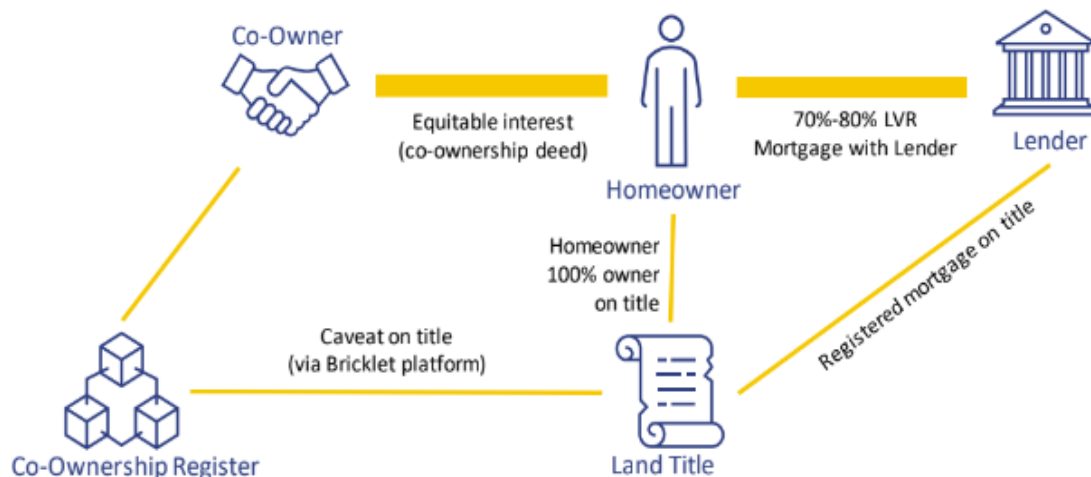 Co-Owner
Equitable interest
(co-ownership deed)
Homeowner
70%-80% LVR
Mortgage with Lender
Lender
Homeowner
100% owner
on title
Registered mortgage on title
Caveat on title
(via Bricklet platform)
Co-Ownership Register
Land Title